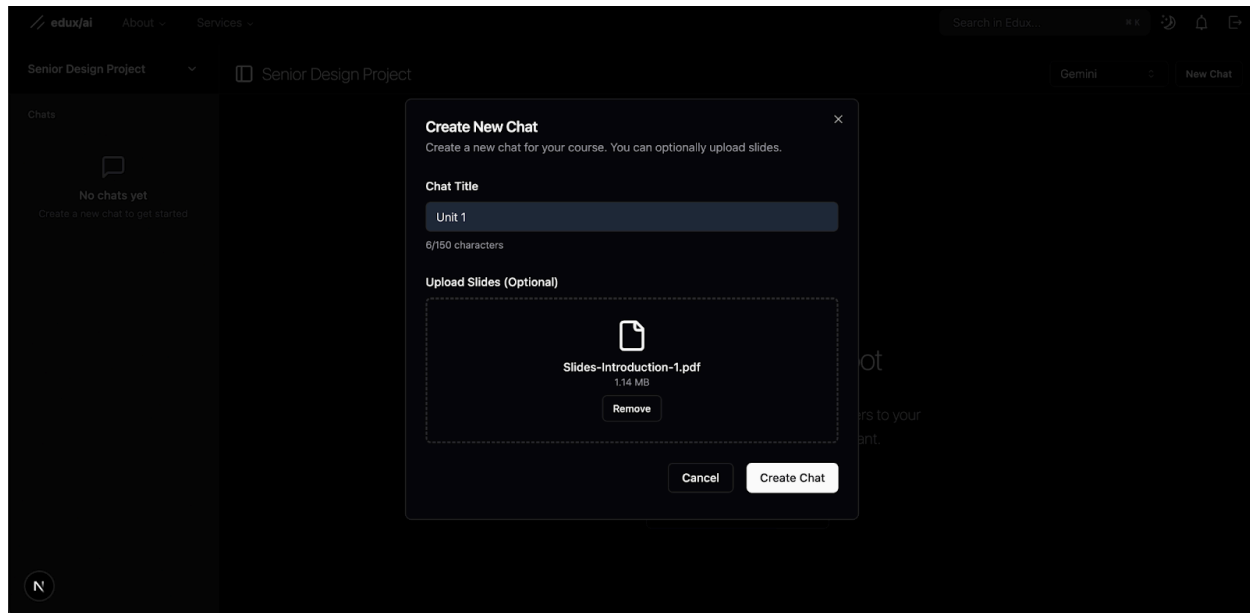 edux/ai
About
Services
Search in Edux...
⌘ K
Senior Design Project
Senior Design Project
Gemini
New Chat
Chats
No chats yet
Create a new chat to get started
Create New Chat
Create a new chat for your course. You can optionally upload slides.
Chat Title
Unit 1
6/150 characters
Upload Slides (Optional)
Slides-Introduction-1.pdf
1.14 MB
Remove
Cancel
Create Chat
ot
rs to your
ant.
N